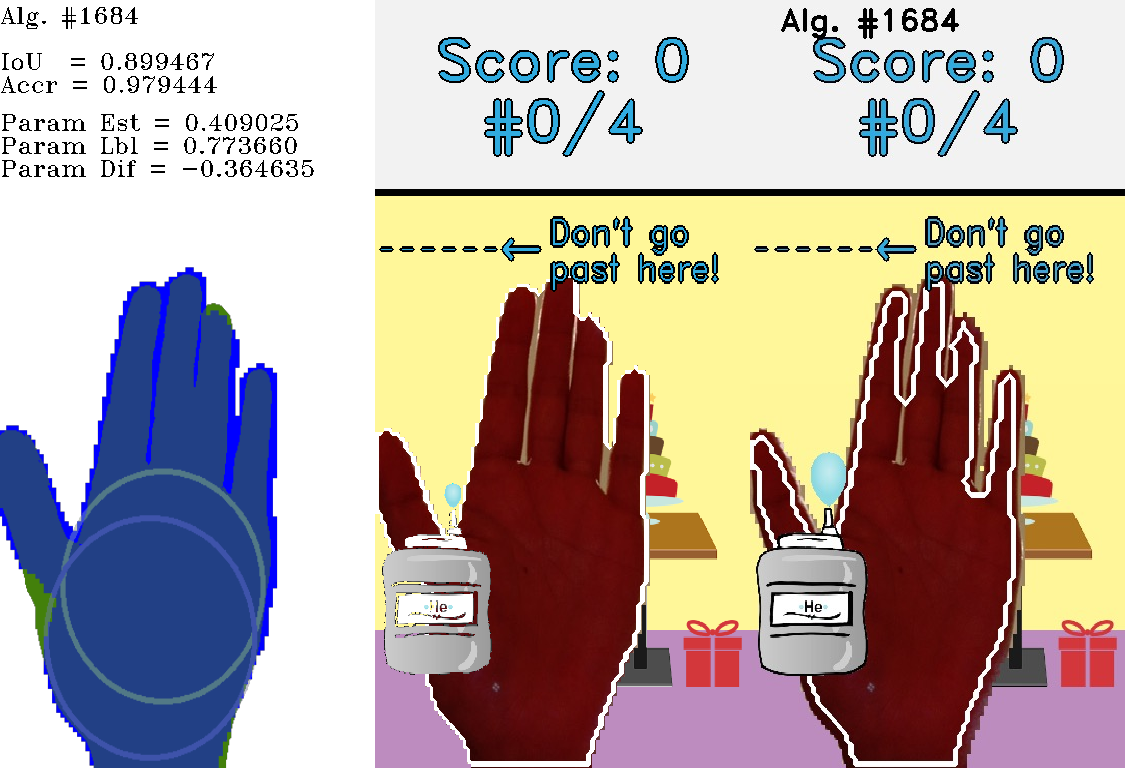 Alg. #1684
IoU = 0.899467
Accr = 0.979444
Param Est = 0.409025
Param Lbl = 0.773660
Param Dif = −0.364635
Score: 0
#0/4
Don't go
past here!
Alg. #1684
Score: 0
#0/4
Don't go
past here!
He